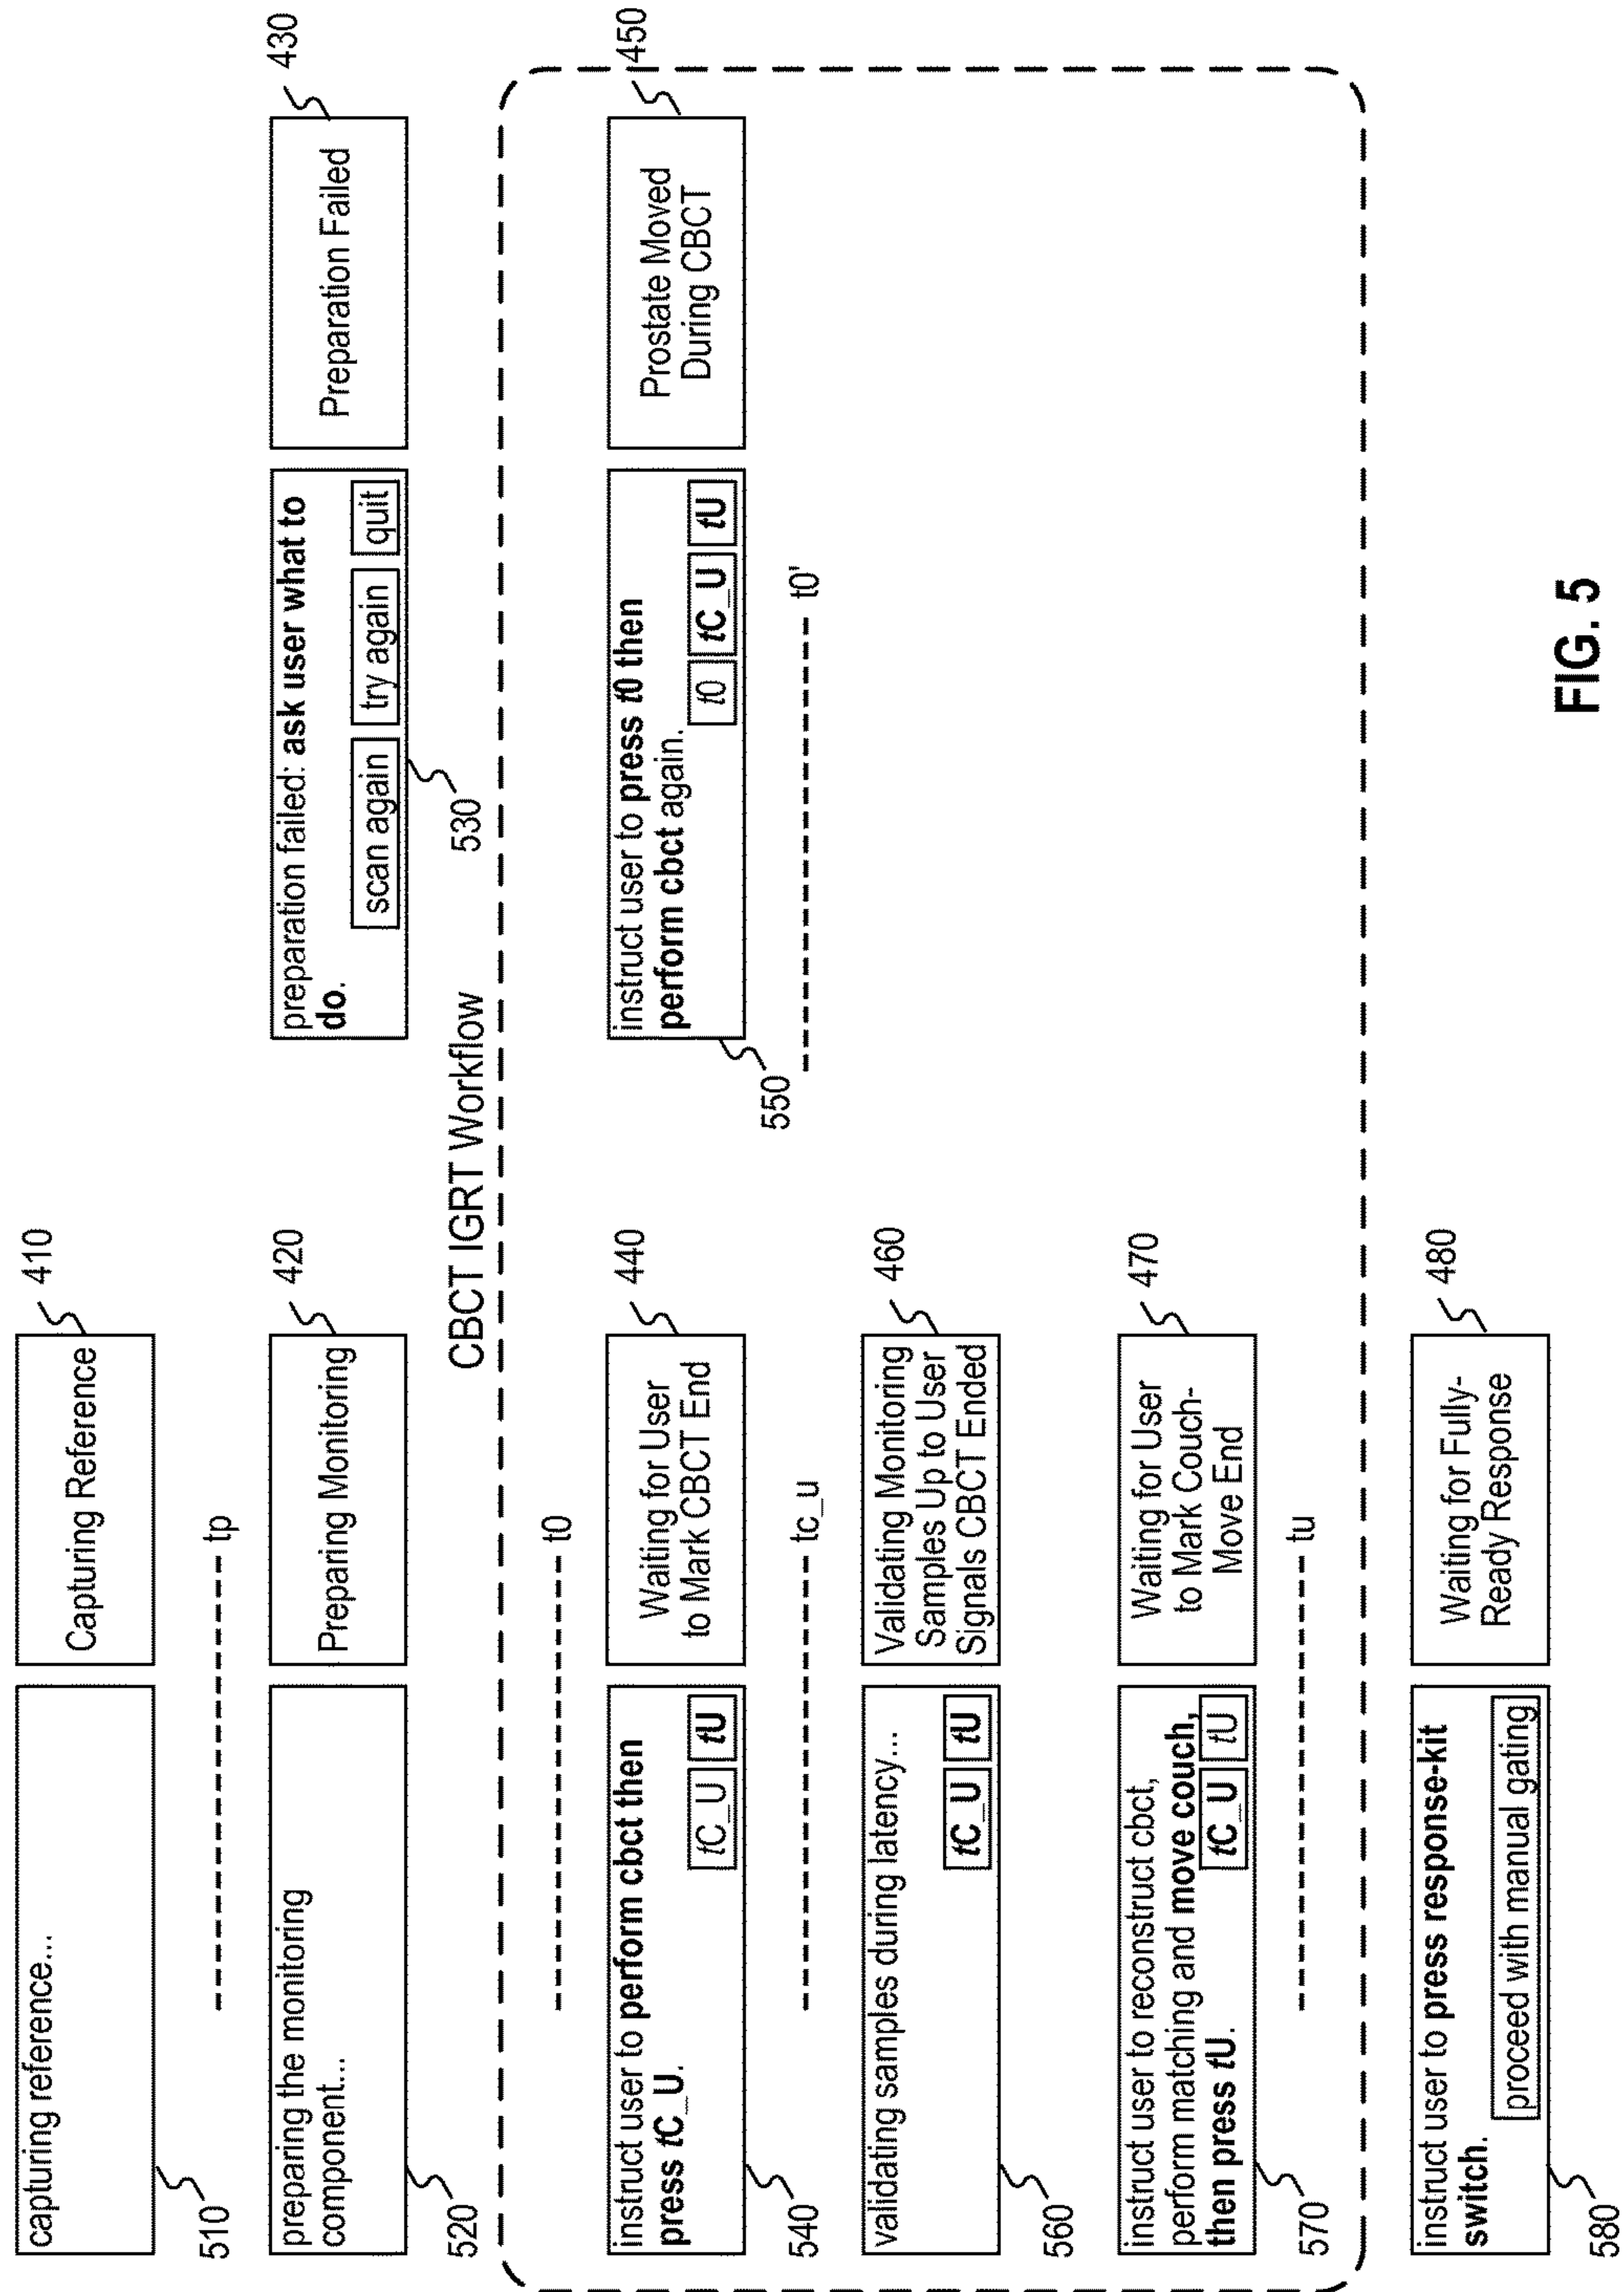 capturing reference...
510
Capturing Reference
410
tp
preparing the monitoring
component...
520
Preparing Monitoring
420
preparation failed: ask user what to
do.
scan again
try again
quit
530
Preparation Failed
430
CBCT IGRT Workflow
t0
instruct user to perform cbct then
press tC_U.
tC_U
tU
540
Waiting for User
to Mark CBCT End
440
instruct user to press t0 then
perform cbct again.
t0
tC_U
tU
550
Prostate Moved
During CBCT
450
tc_u
t0'
validating samples during latency...
tC_U
tU
560
Validating Monitoring
Samples Up to User
Signals CBCT Ended
460
instruct user to reconstruct cbct,
perform matching and move couch,
then press tU.
tC_U
tU
570
Waiting for User
to Mark Couch-
Move End
470
tu
instruct user to press response-kit
switch.
proceed with manual gating
580
Waiting for Fully-
Ready Response
480
FIG. 5